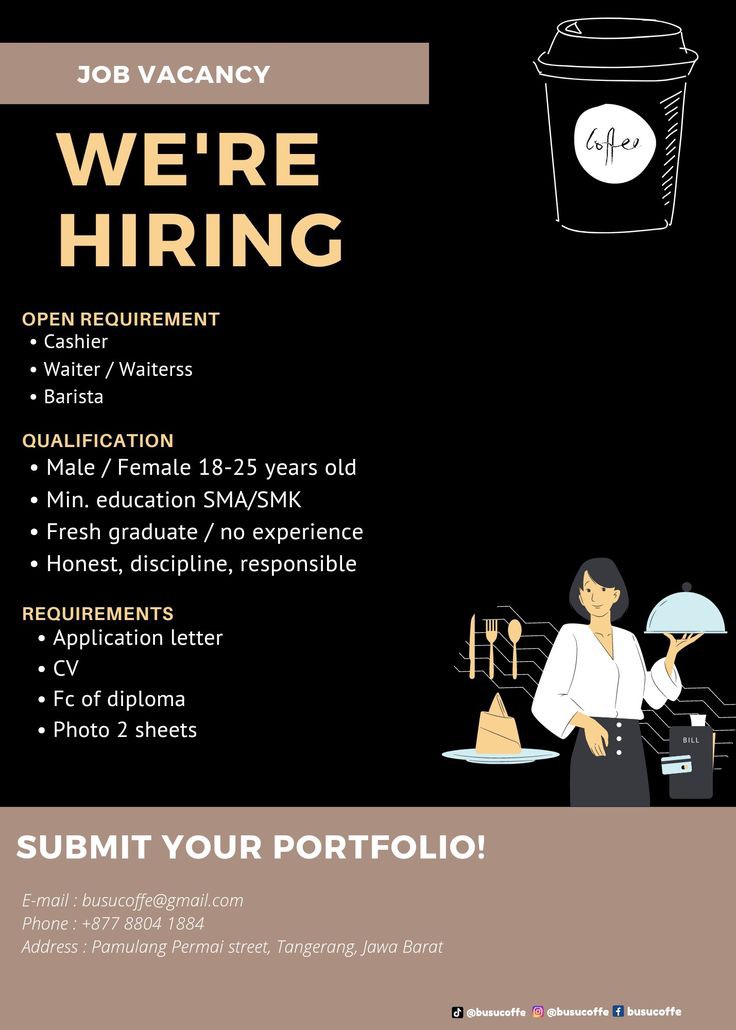 JOB VACANCY
Coffee
WE'RE
HIRING
OPEN REQUIREMENT
• Cashier
• Waiter / Waiterss
• Barista
QUALIFICATION
• Male / Female 18-25 years old
• Min. education SMA/SMK
• Fresh graduate / no experience
• Honest, discipline, responsible
REQUIREMENTS
• Application letter
• CV
• Fc of diploma
• Photo 2 sheets
BILL
SUBMIT YOUR PORTFOLIO!
E-mail : busucoffe@gmail.com
Phone : +877 8804 1884
Address : Pamulang Permai street, Tangerang, Jawa Barat
@busucoffe @busucoffe busucoffe